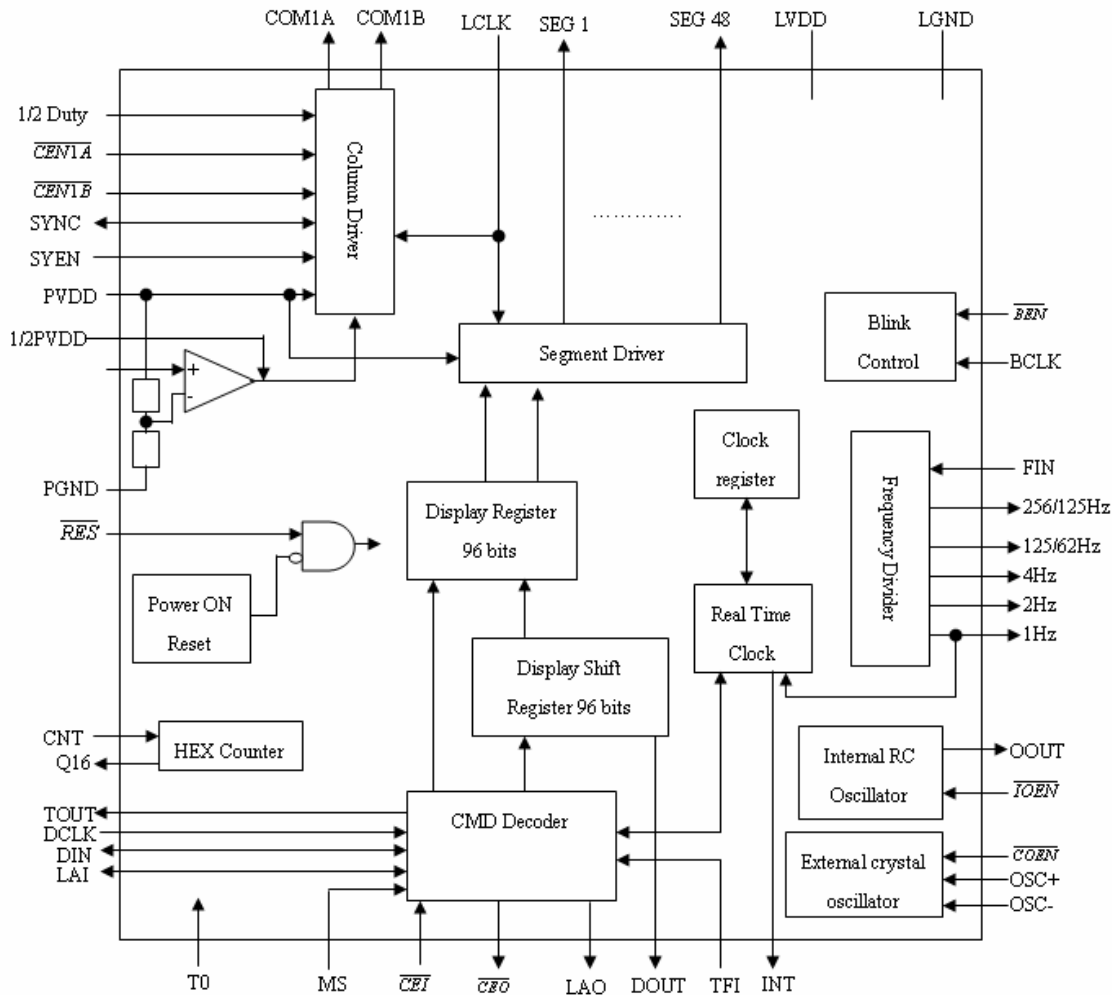 COM1A COM1B LCLK SEG 1 SEG 48 LVDD LGND
1/2 Duty
CEN1A
CEN1B
SYNC
SYEN
PVDD
1/2PVDD
+
-
PGND
RES
Column Driver
………….
Segment Driver
Blink
Control
BEN
BCLK
Clock
register
Frequency Divider
FIN
256/125Hz
125/62Hz
4Hz
2Hz
1Hz
Display Register
96 bits
Power ON
Reset
Real Time
Clock
Display Shift
Register 96 bits
CNT
Q16
HEX Counter
Internal RC
Oscillator
OOUT
IOEN
TOUT
DCLK
DIN
LAI
CMD Decoder
External crystal
oscillator
COEN
OSC+
OSC-
T0 MS CEI CEO LAO DOUT TFI INT